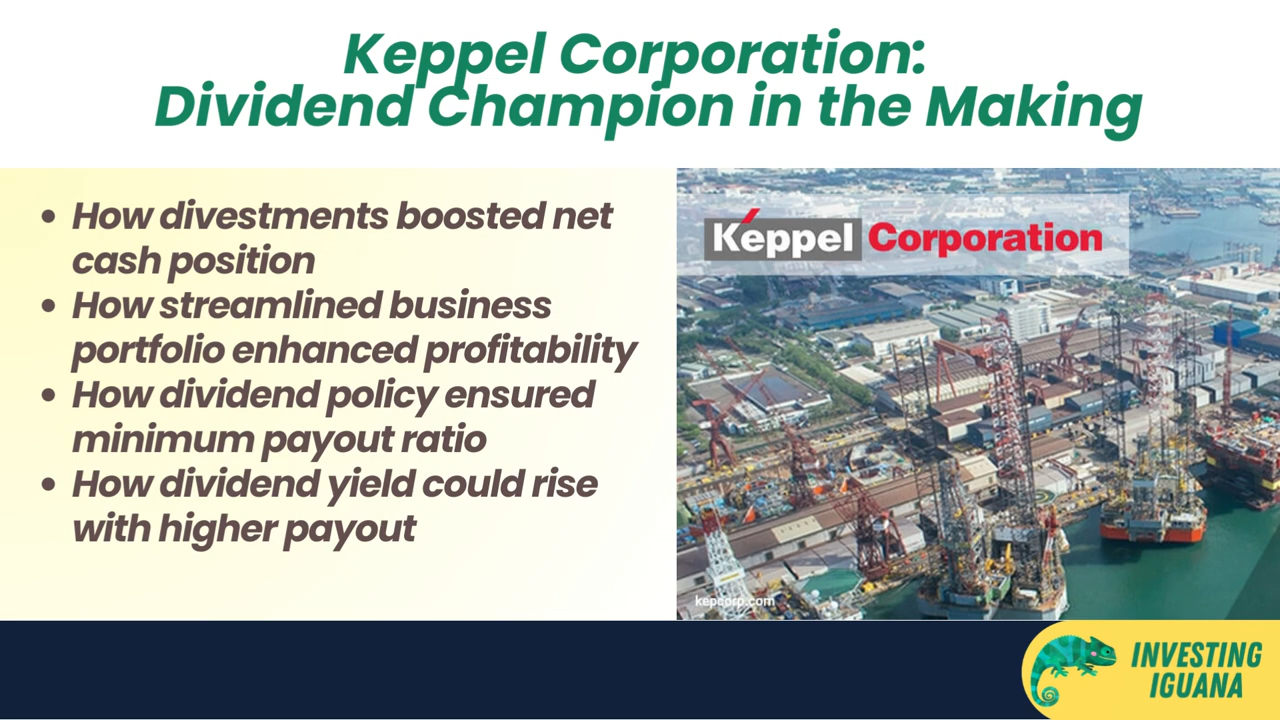 Keppel Corporation:
Dividend Champion in the Making
• How divestments boosted net
cash position
• How streamlined business
portfolio enhanced profitability
• How dividend policy ensured
minimum payout ratio
• How dividend yield could rise
with higher payout
Keppel Corporation
kepcorp.com
INVESTING
IGUANA